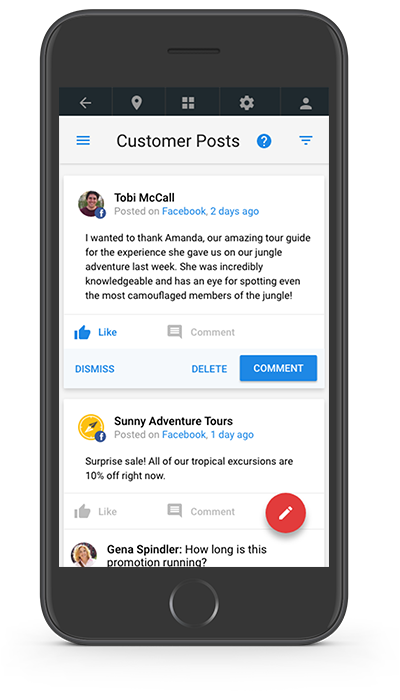 Customer Posts
Tobi McCall
Posted on Facebook, 2 days ago
I wanted to thank Amanda, our amazing tour guide
for the experience she gave us on our jungle
adventure last week. She was incredibly
knowledgeable and has an eye for spotting even
the most camouflaged members of the jungle!
Like Comment
DISMISS DELETE COMMENT
Sunny Adventure Tours
Posted on Facebook, 1 day ago
Surprise sale! All of our tropical excursions are
10% off right now.
Like Comment
Gena Spindler: How long is this
promotion running?